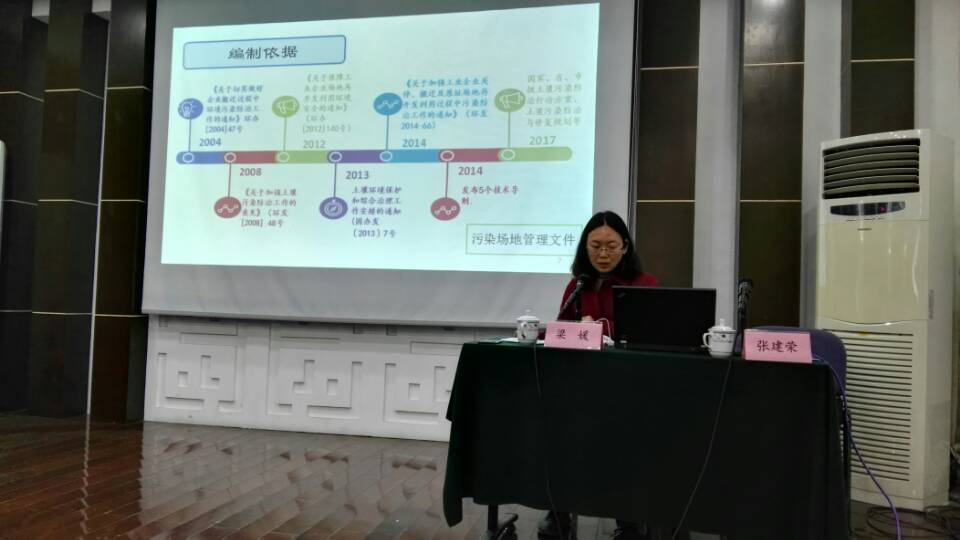 编制依据
《关于切实做好
企业搬迁过程中
环境污染防治工
作的通知》环办
[2004]47号
2004
2008
《关于加强土壤
污染防治工作的
意见》（环发
[2008] 48号
《关于保障工
业企业场地再
开发利用环境
安全的通知》
（环办
[2012]140号）
2012
2013
土壤环境保护
和综合治理工
作安排的通知
(国办发
〔2013〕7号
《关于加强工业企业关
停、搬迁及原址场地再
开发利用过程中污染防
治工作的通知》（环发
2014-66）
2014
2014
发布5个技术导
则.
国家、省、市
级土壤污染防
治行动方案、
土壤污染防治
与修复规划等
2017
污染场地管理文件
梁 媛
张建荣